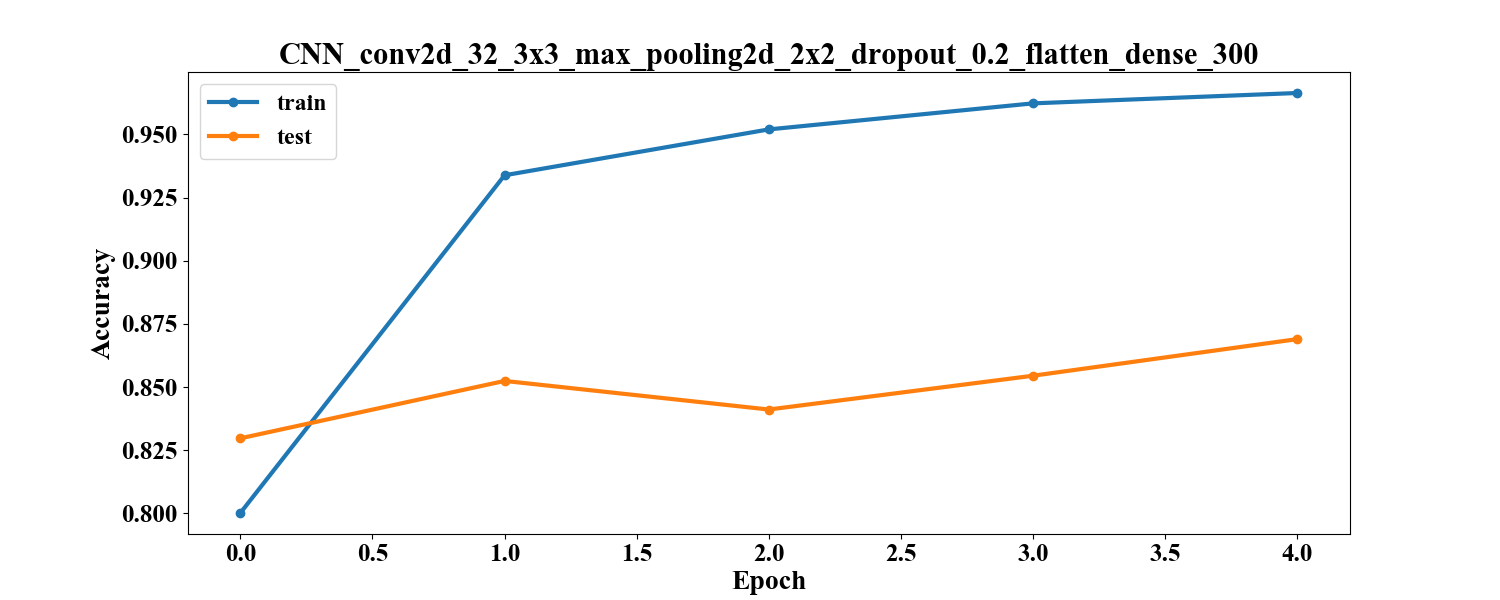 CNN_conv2d_32_3x3_max_pooling2d_2x2_dropout_0.2_flatten_dense_300
train
test
0.950
0.925
0.900
0.875
0.850
0.825
0.800
Accuracy
0.0 0.5 1.0 1.5 2.0 2.5 3.0 3.5 4.0
Epoch